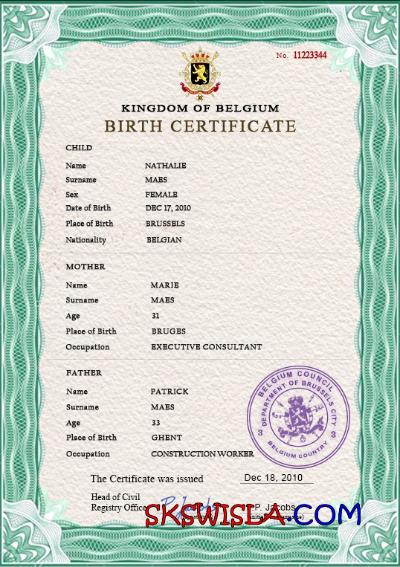 No. 11223344
KINGDOM OF BELGIUM
BIRTH CERTIFICATE
CHILD
Name NATHALIE
Surname MAES
Sex FEMALE
Date of Birth DEC 17, 2010
Place of Birth BRUSSELS
Nationality BELGIAN
MOTHER
Name MARIE
Surname MAES
Age 31
Place of Birth BRUGES
Occupation EXECUTIVE CONSULTANT
FATHER
Name PATRICK
Surname MAES
Age 33
Place of Birth GHENT
Occupation CONSTRUCTION WORKER
BELGIUM COUNCIL
DEPARTMENT OF BRUSSELS CITY
3 3
BELGIUM COUNTRY
The Certificate was issued Dec 18, 2010
Head of Civil
Registry Office P. Jacobs
SKSWISLA.COM